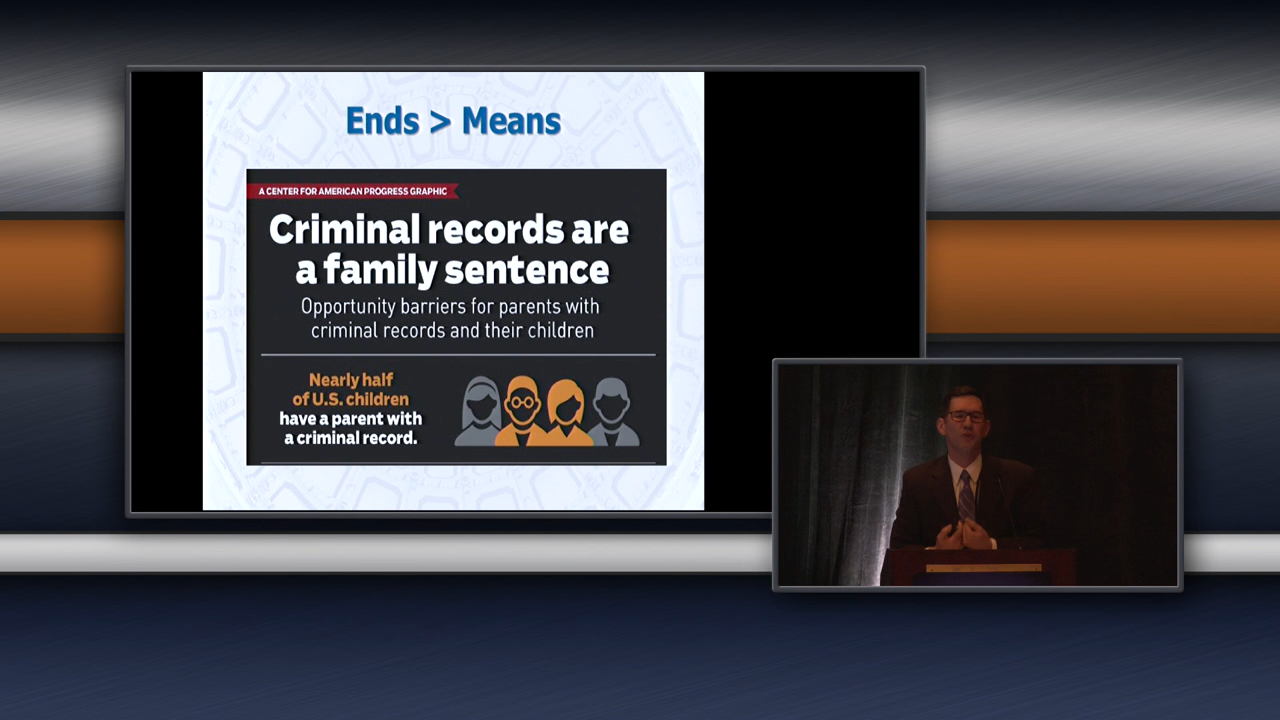 Ends > Means
A CENTER FOR AMERICAN PROGRESS GRAPHIC
Criminal records are
a family sentence
Opportunity barriers for parents with
criminal records and their children
Nearly half
of U.S. children
have a parent with
a criminal record.